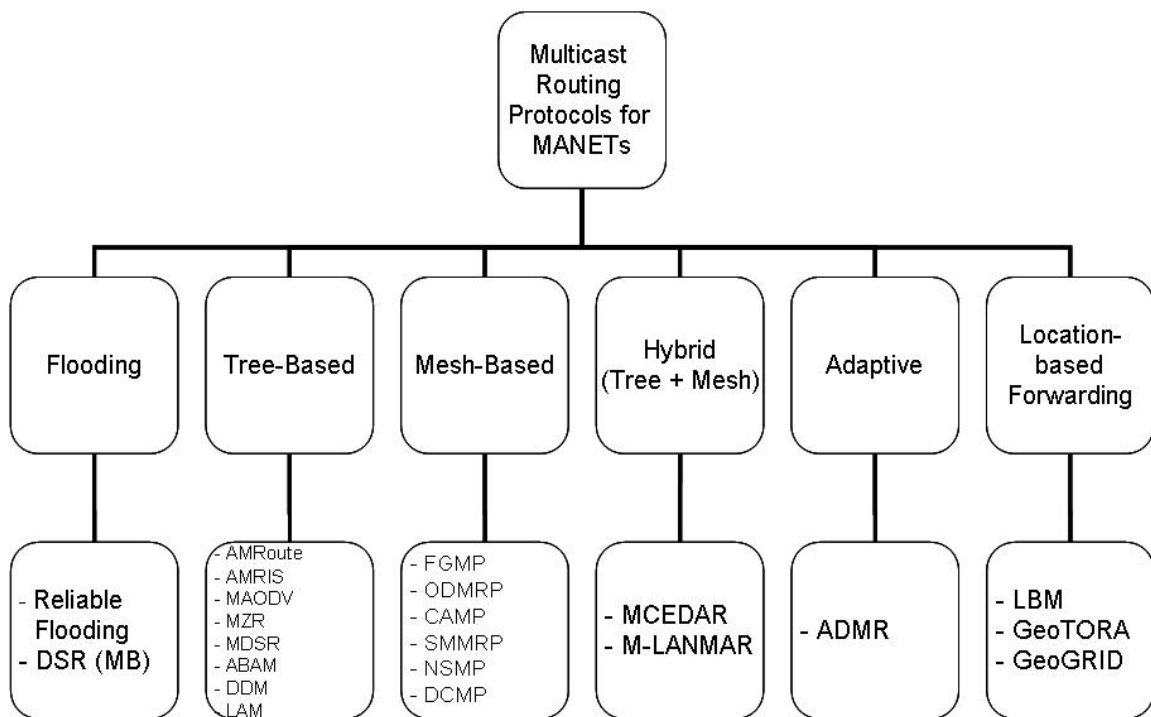 Multicast
Routing
Protocols for
MANETs
Flooding
Tree-Based
Mesh-Based
Hybrid
(Tree + Mesh)
Adaptive
Location-
based
Forwarding
- Reliable
Flooding
- DSR (MB)
- AMRoute
- AMRIS
- MAODV
- MZR
- MDSR
- ABAM
- DDM
- LAM
- FGMP
- ODMRP
- CAMP
- SMMRP
- NSMP
- DCMP
- MCEDAR
- M-LANMAR
- ADMR
- LBM
- GeoTORA
- GeoGRID